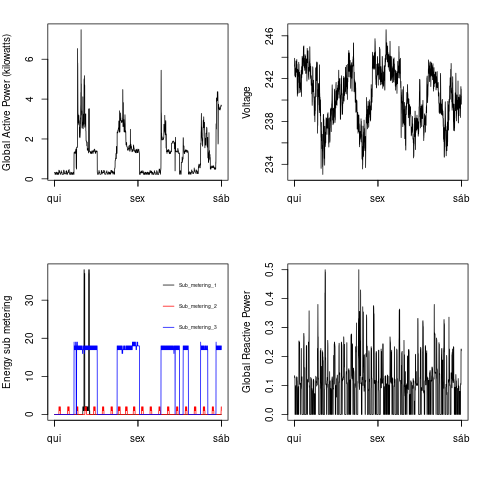 Global Active Power (kilowatts)
0 2 4 6
qui sex sáb
Voltage
234 238 242 246
qui sex sáb
Energy sub metering
0 10 20 30
Sub_metering_1
Sub_metering_2
Sub_metering_3
qui sex sáb
Global Reactive Power
0.0 0.1 0.2 0.3 0.4 0.5
qui sex sáb